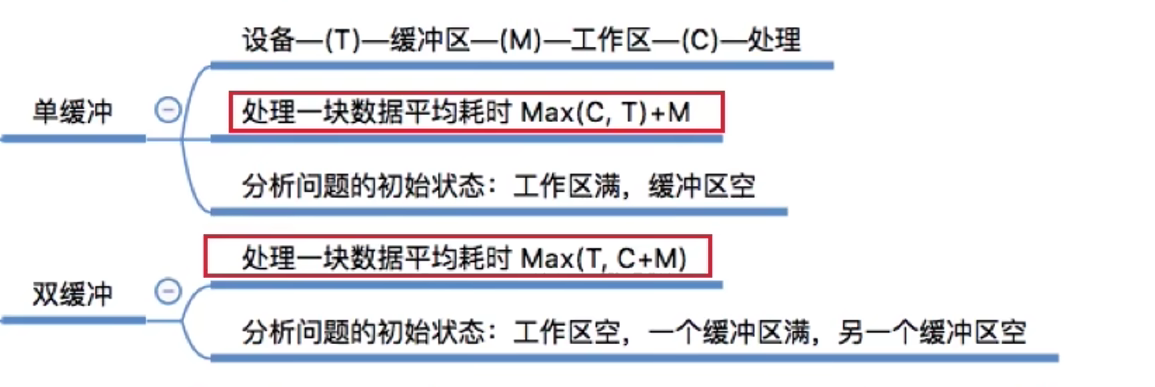 设备—(T)—缓冲区—(M)—工作区—(C)—处理
单缓冲
处理一块数据平均耗时 Max(C, T)+M
分析问题的初始状态：工作区满，缓冲区空
处理一块数据平均耗时 Max(T, C+M)
双缓冲
分析问题的初始状态：工作区空，一个缓冲区满，另一个缓冲区空